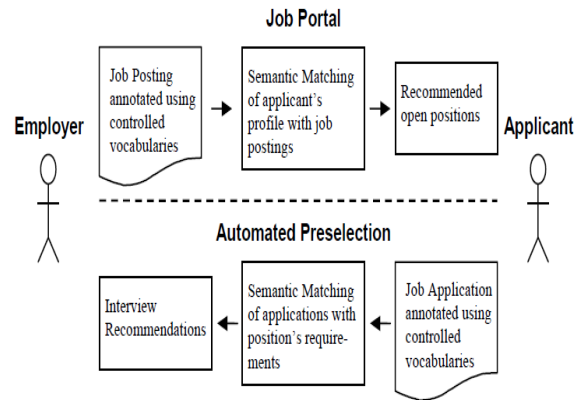 Job Portal
Employer
Job Posting
annotated using
controlled
vocabularies
Semantic Matching
of applicant's
profile with job
postings
Recommended
open positions
Applicant
Automated Preselection
Interview
Recommendations
Semantic Matching
of applications with
position's require-
ments
Job Application
annotated using
controlled
vocabularies